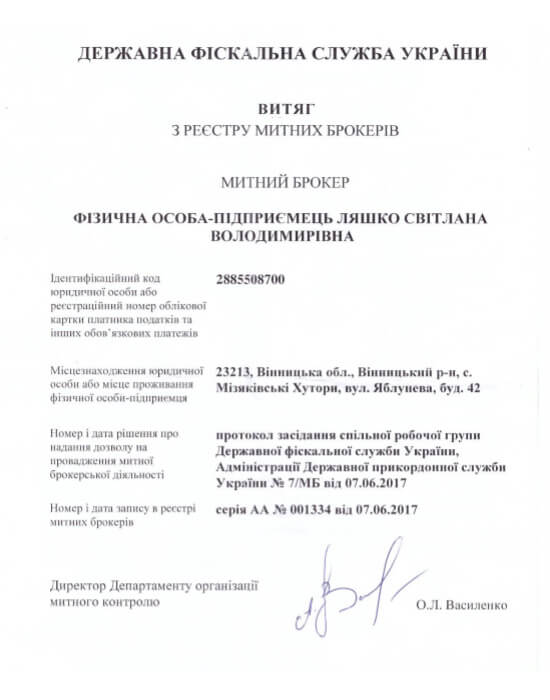 ДЕРЖАВНА ФІСКАЛЬНА СЛУЖБА УКРАЇНИ
ВИТЯГ
З РЕЄСТРУ МИТНИХ БРОКЕРІВ
МИТНИЙ БРОКЕР
ФІЗИЧНА ОСОБА-ПІДПРИЄМЕЦЬ ЛЯШКО СВІТЛАНА
ВОЛОДИМИРІВНА
Ідентифікаційний код
юридичної особи або
реєстраційний номер облікової
картки платника податків та
інших обов’язкових платежів
2885508700
Місцезнаходження юридичної
особи або місце проживання
фізичної особи-підприємця
23213, Вінницька обл., Вінницький р-н, с.
Мізяківські Хутори, вул. Яблунева, буд. 42
Номер і дата рішення про
надання дозволу на
провадження митної
брокерської діяльності
протокол засідання спільної робочої групи
Державної фіскальної служби України,
Адміністрації Державної прикордонної служби
України № 7/МБ від 07.06.2017
Номер і дата запису в реєстрі
митних брокерів
серія АА № 001334 від 07.06.2017
Директор Департаменту організації
митного контролю
О.Л. Василенко